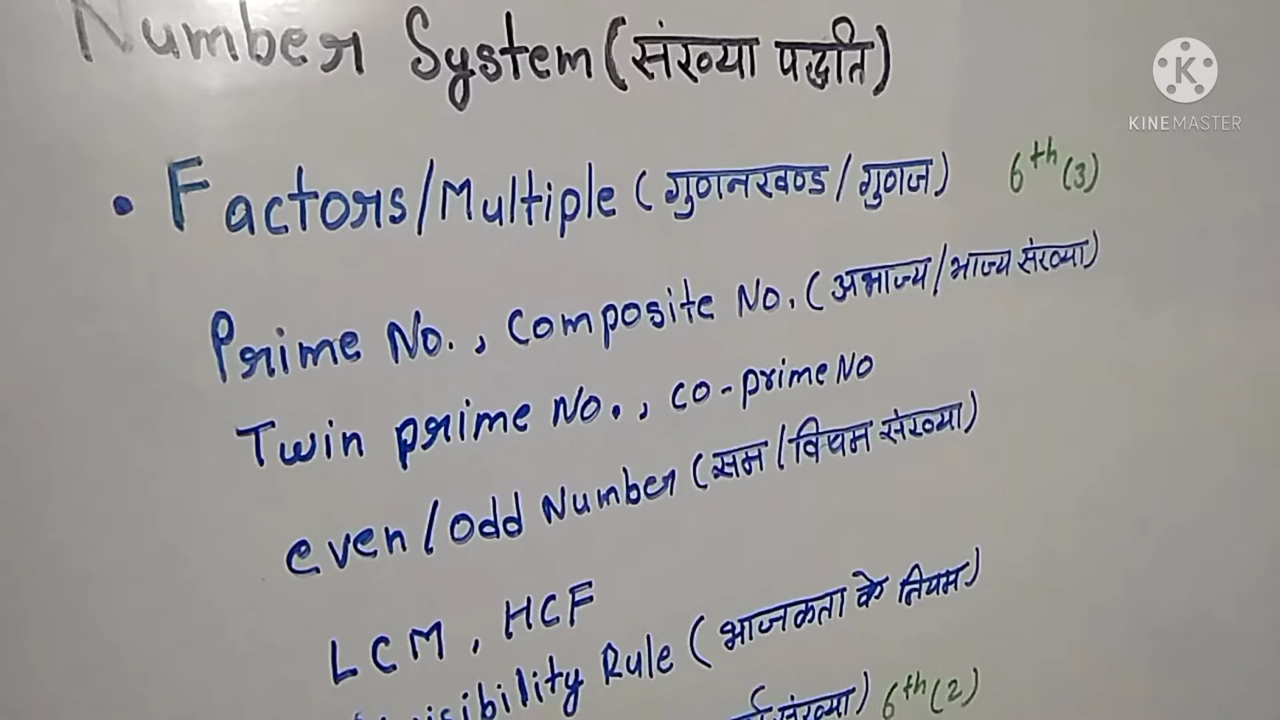 Number System (संख्या पद्धति)
K
KINEMASTER
• Factors/Multiple (गुणनखण्ड/गुणज) 6th (3)
Prime No., Composite No. (अभाज्य/भाज्य संख्या)
Twin prime No., co-prime No
even/odd Number (सम/विषम संख्या)
LCM, HCF
visibility Rule (भाजकता के नियम)
संख्या) 6th (2)